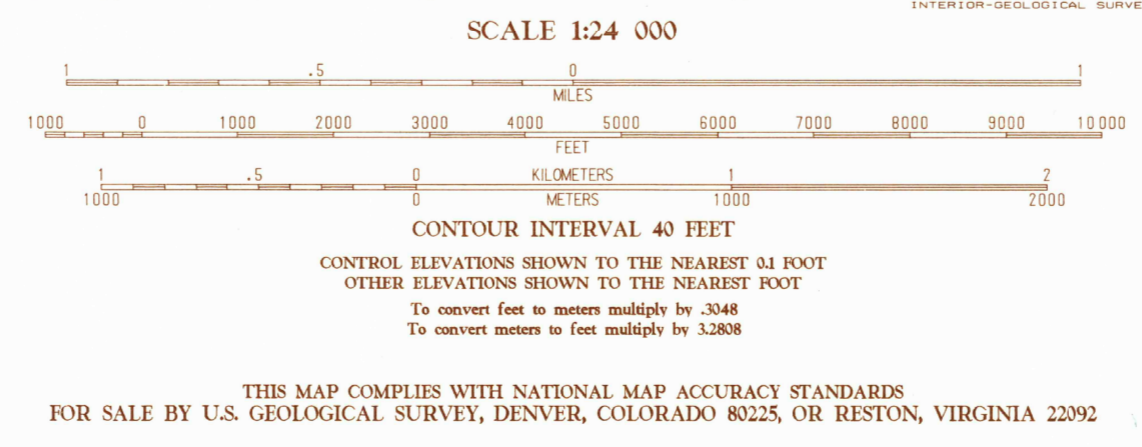 INTERIOR-GEOLOGICAL SURVE
SCALE 1:24 000
1 .5 0 1
MILES
1000 0 1000 2000 3000 4000 5000 6000 7000 8000 9000 10 000
FEET
1 .5 0 KILOMETERS 1 2
1000 0 METERS 1000 2000
CONTOUR INTERVAL 40 FEET
CONTROL ELEVATIONS SHOWN TO THE NEAREST 0.1 FOOT
OTHER ELEVATIONS SHOWN TO THE NEAREST FOOT
To convert feet to meters multiply by .3048
To convert meters to feet multiply by 3.2808
THIS MAP COMPLIES WITH NATIONAL MAP ACCURACY STANDARDS
FOR SALE BY U.S. GEOLOGICAL SURVEY, DENVER, COLORADO 80225, OR RESTON, VIRGINIA 22092